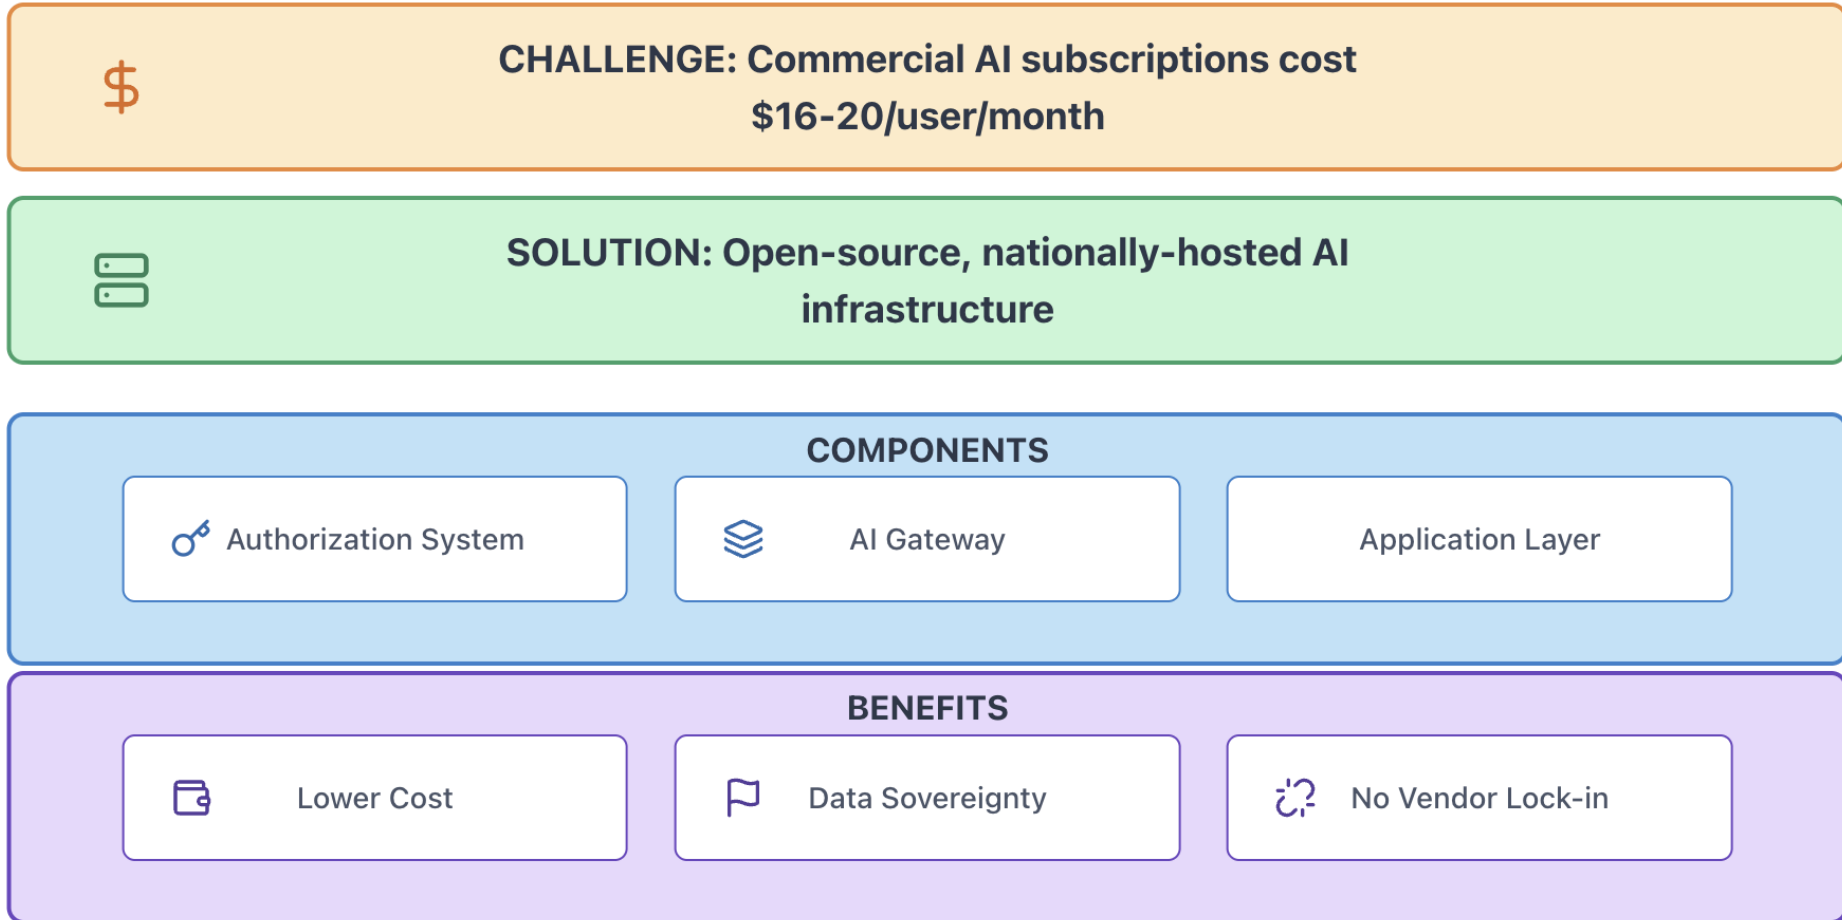 CHALLENGE: Commercial AI subscriptions cost
$16-20/user/month
SOLUTION: Open-source, nationally-hosted AI
infrastructure
COMPONENTS
Authorization System
AI Gateway
Application Layer
BENEFITS
Lower Cost
Data Sovereignty
No Vendor Lock-in